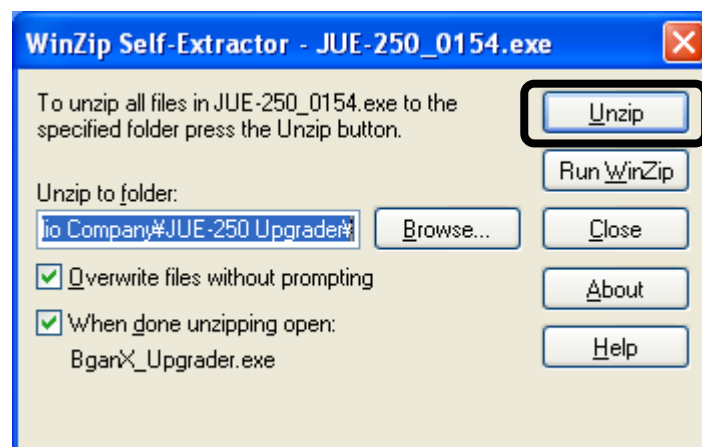 WinZip Self-Extractor - JUE-250_0154.exe
To unzip all files in JUE-250_0154.exe to the
specified folder press the Unzip button.
Unzip to folder:
io Company¥JUE-250 Upgrader¥
Browse...
Overwrite files without prompting
When done unzipping open:
BganX_Upgrader.exe
Unzip
Run WinZip
Close
About
Help